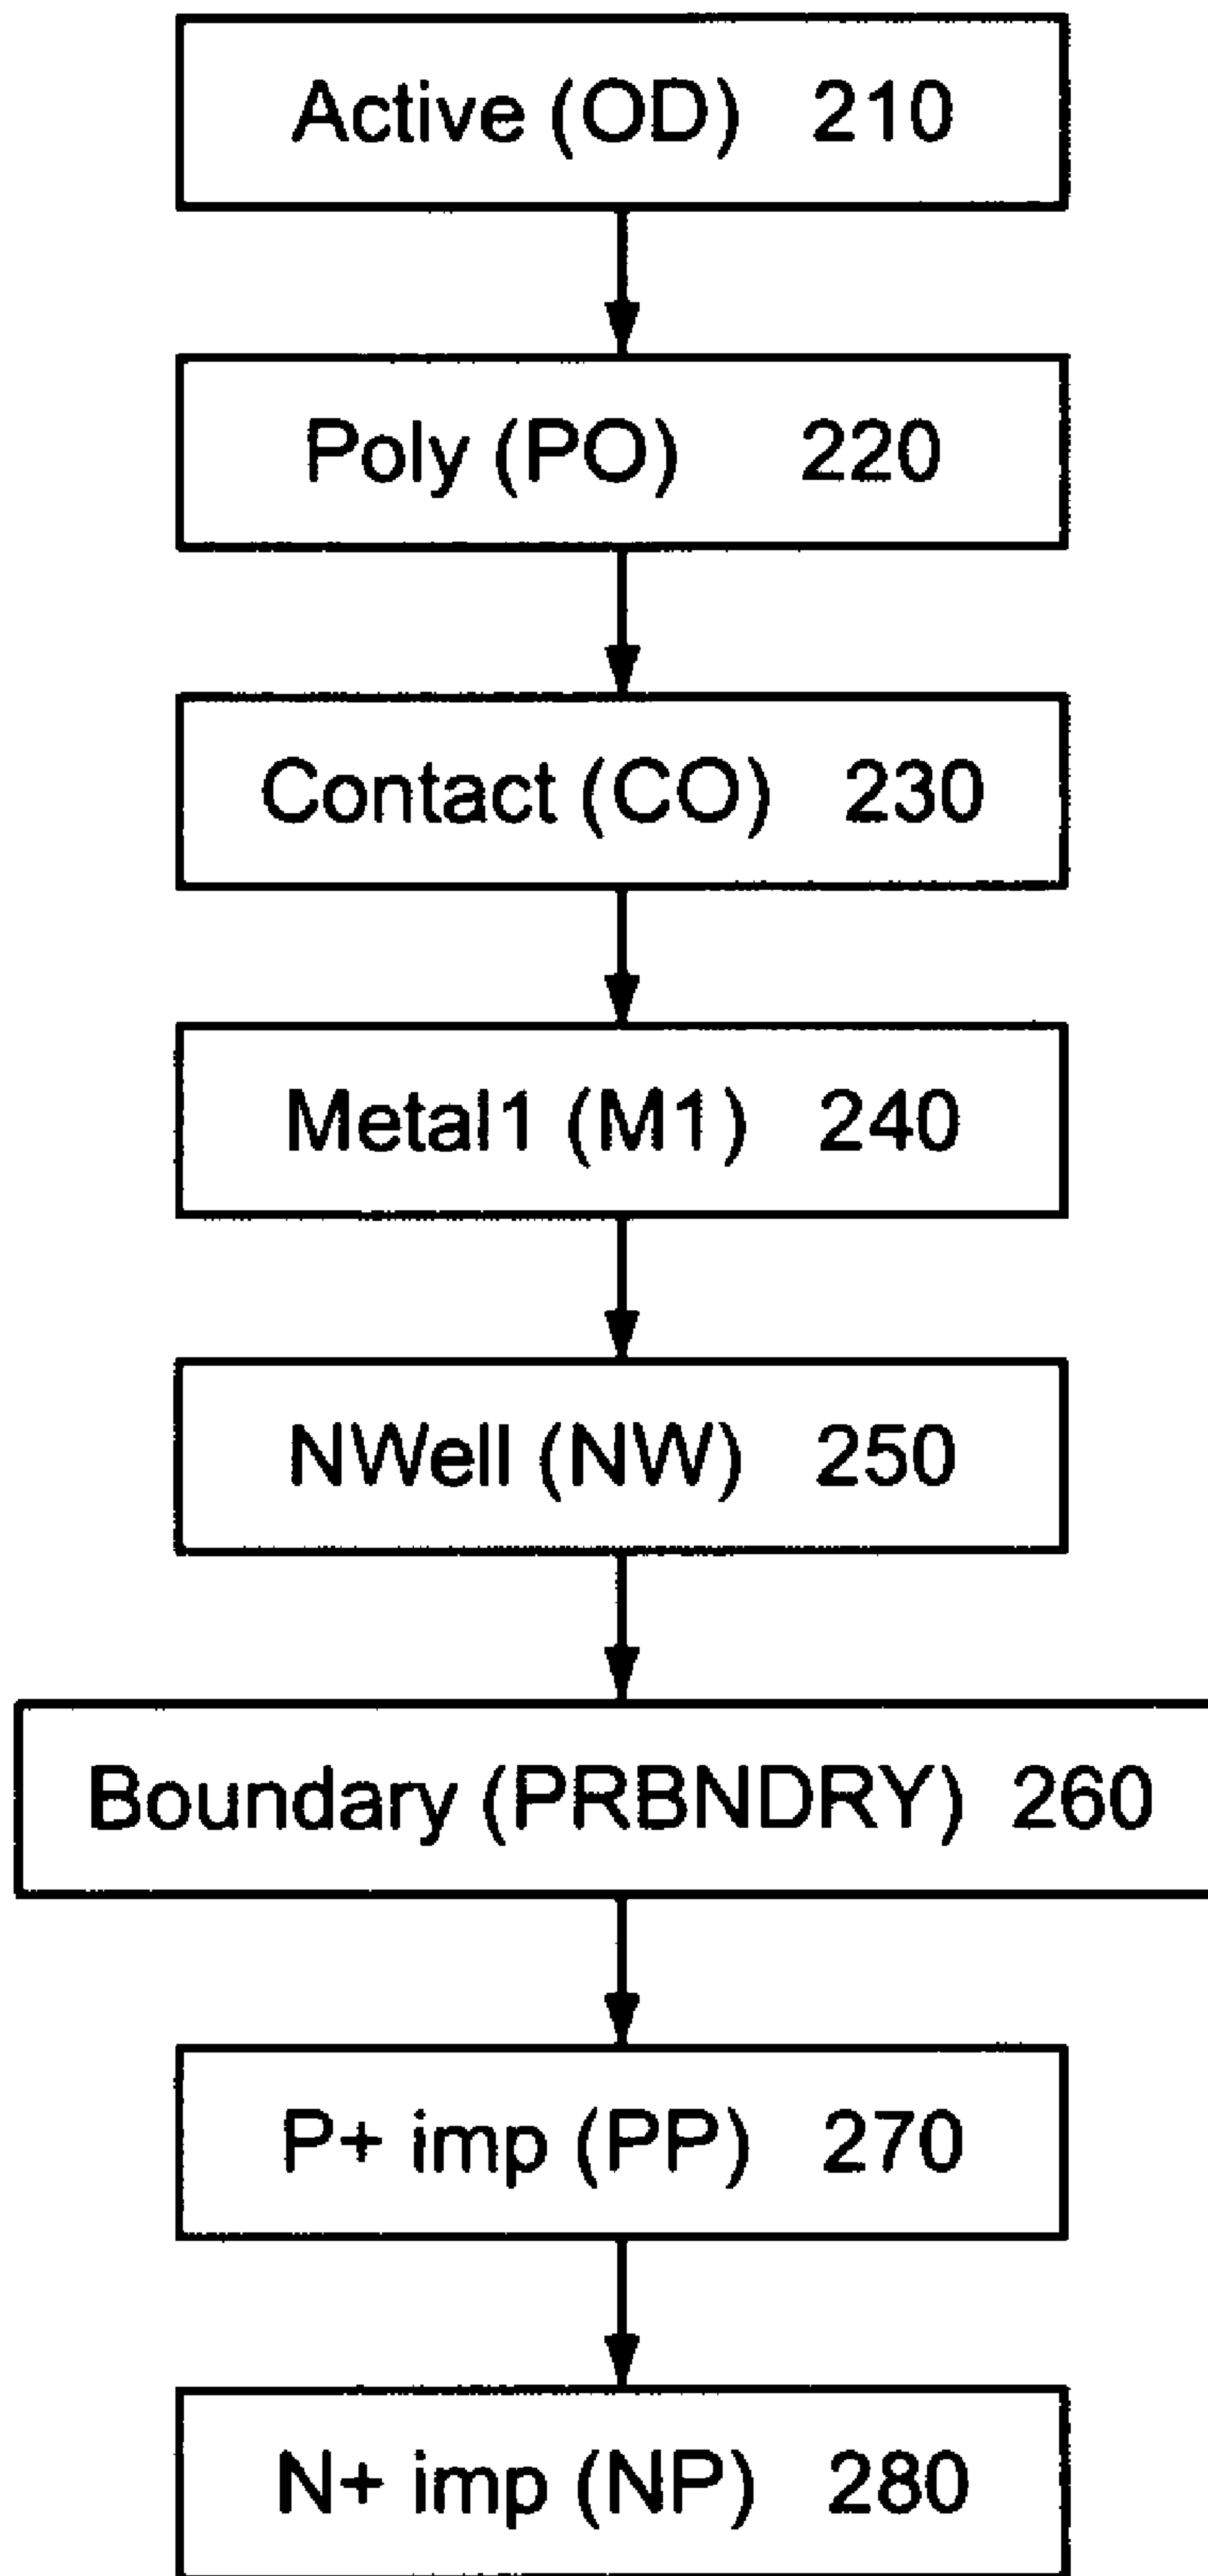 Active (OD) 210
Poly (PO) 220
Contact (CO) 230
Metal1 (M1) 240
NWell (NW) 250
Boundary (PRBNDRY) 260
P+ imp (PP) 270
N+ imp (NP) 280